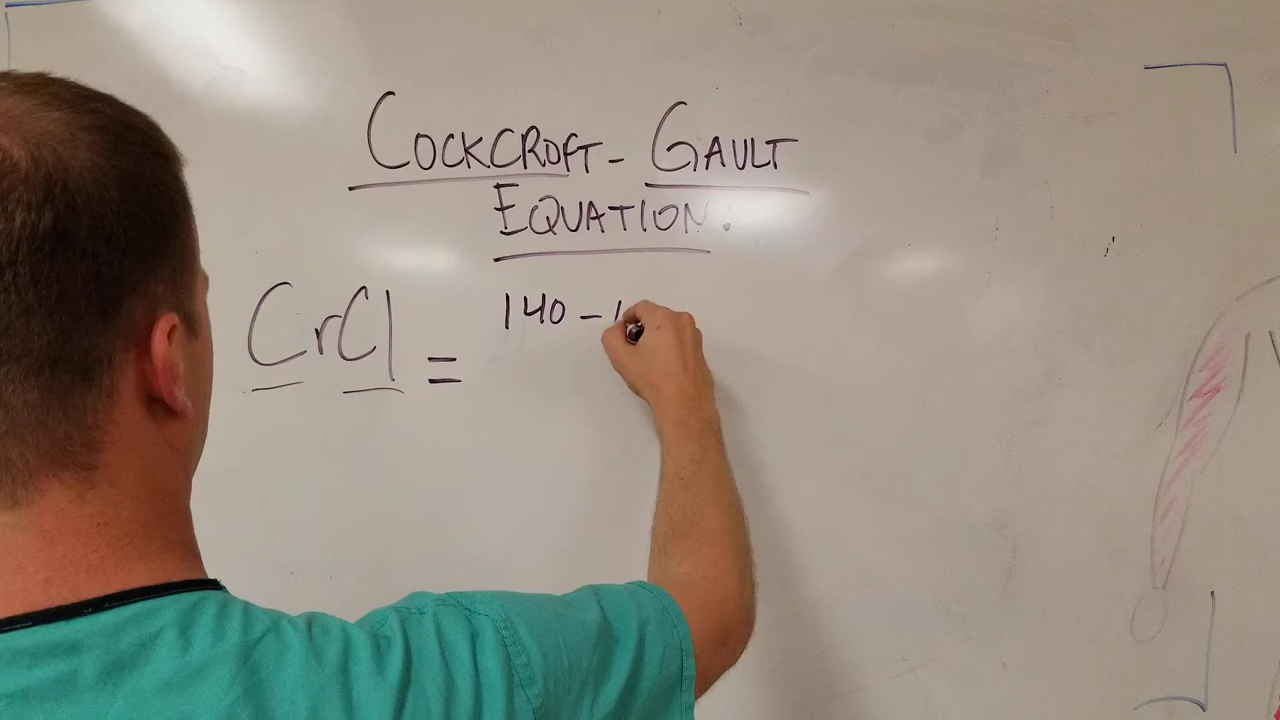 COCKCROFT - GAULT
EQUATION:
CrCl = 140 -